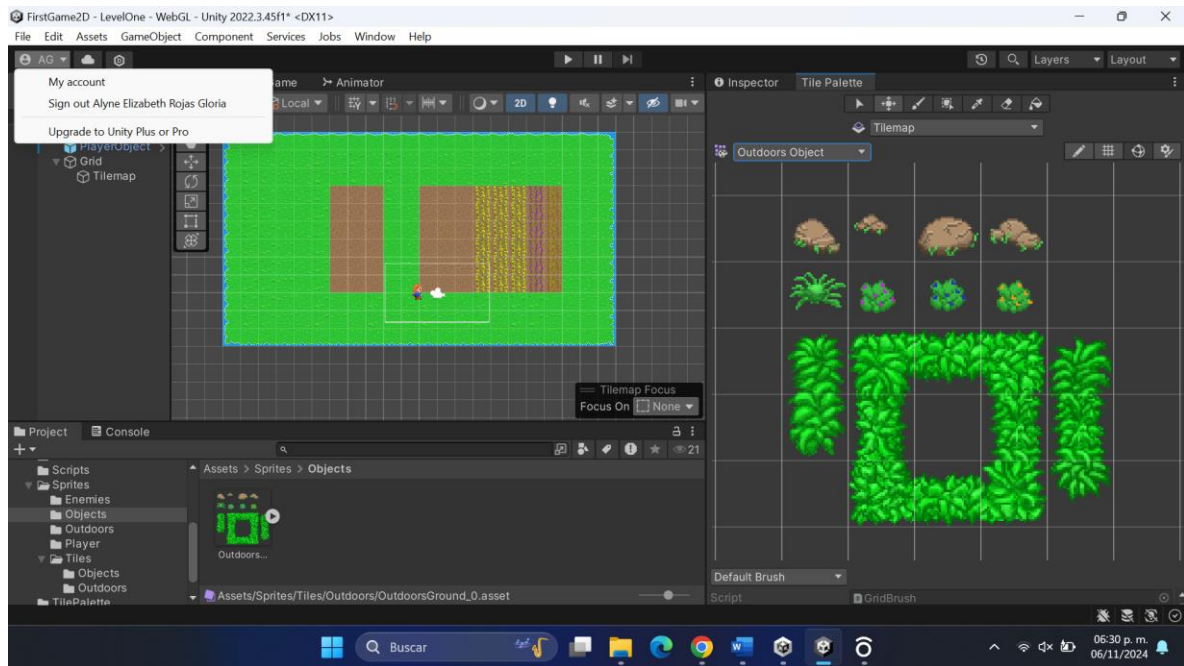 FirstGame2D - LevelOne - WebGL - Unity 2022.3.45f1* <DX11>
File Edit Assets GameObject Component Services Jobs Window Help
AG Layers Layout
My account
Sign out Alyne Elizabeth Rojas Gloria
Upgrade to Unity Plus or Pro
ame Animator
Local 2D
PlayerObject
Grid
Tilemap
Tilemap Focus
Focus On None
Inspector Tile Palette
Tilemap
Outdoors Object
Default Brush
Script GridBrush
Project Console
21
Scripts
Sprites
Enemies
Objects
Outdoors
Player
Tiles
Objects
Outdoors
TilePalette
Assets > Sprites > Objects
Outdoors...
Assets/Sprites/Tiles/Outdoors/OutdoorsGround_0.asset
Buscar
06:30 p. m.
06/11/2024